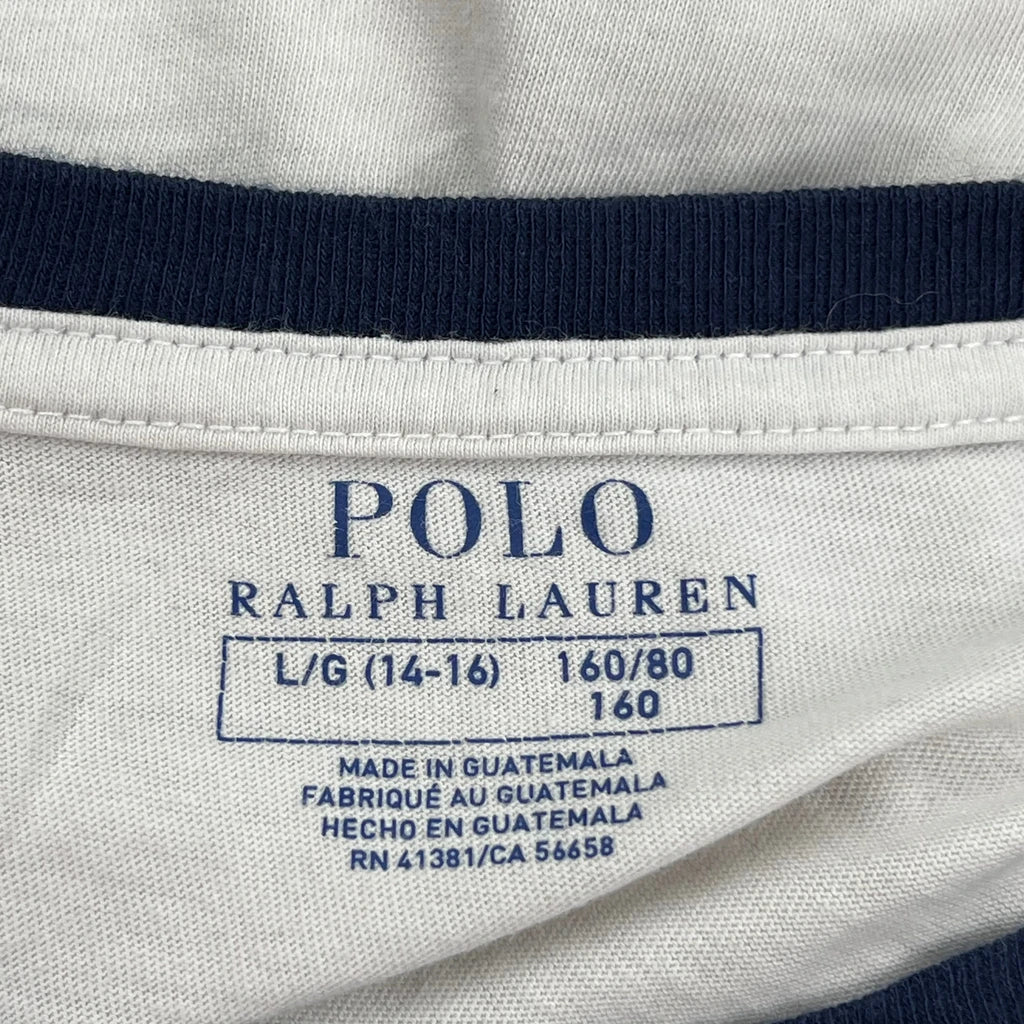 POLO
RALPH LAUREN
L/G (14-16) 160/80
160
MADE IN GUATEMALA
FABRIQUÉ AU GUATEMALA
HECHO EN GUATEMALA
RN 41381/CA 56658